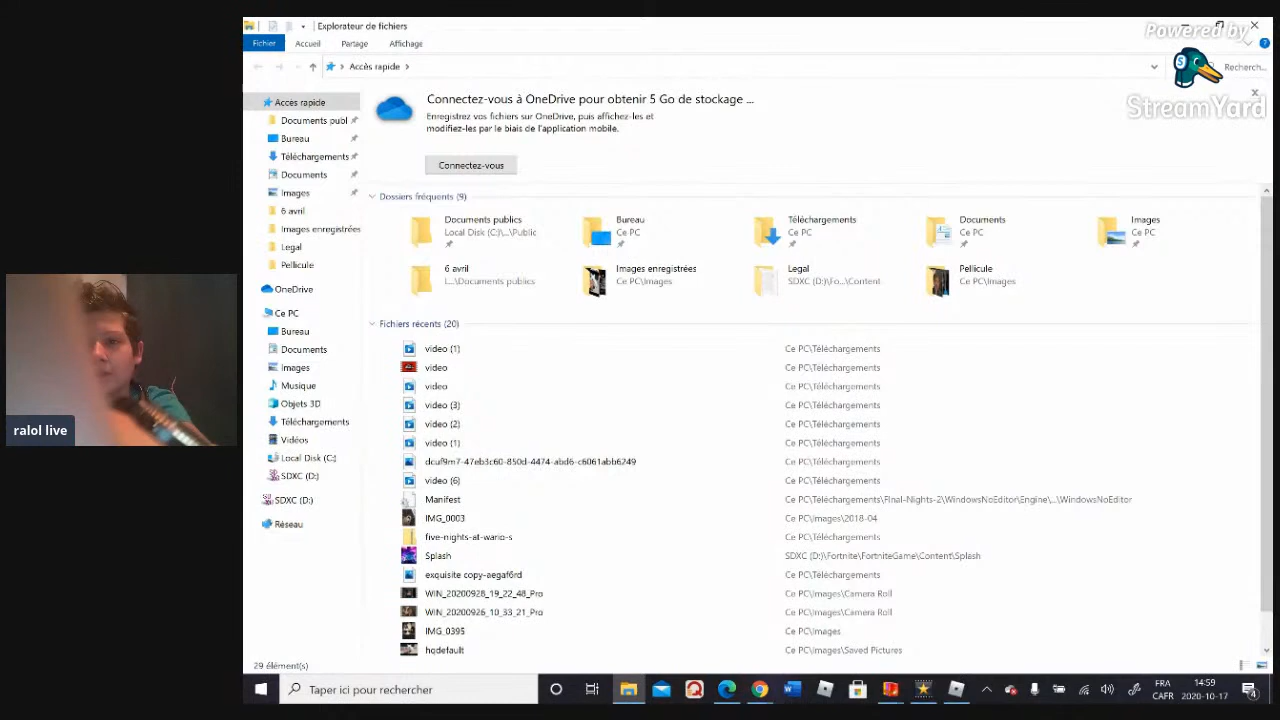 Explorateur de fichiers
Powered by
StreamYard
Fichier Accueil Partage Affichage
Accès rapide
Recherch...
Connectez-vous à OneDrive pour obtenir 5 Go de stockage ...
Enregistrez vos fichiers sur OneDrive, puis affichez-les et
modifiez-les par le biais de l'application mobile.
Connectez-vous
Accès rapide
Documents publ
Bureau
Téléchargements
Documents
Images
6 avril
Images enregistrées
Legal
Pellicule
OneDrive
Ce PC
Bureau
Documents
Images
Musique
Objets 3D
Téléchargements
Vidéos
Local Disk (C:)
SDXC (D:)
SDXC (D:)
Réseau
Dossiers fréquents (9)
Documents publics
Local Disk (C:)\...\Public
Bureau
Ce PC
Téléchargements
Ce PC
Documents
Ce PC
Images
Ce PC
6 avril
I...\Documents publics
Images enregistrées
Ce PC\Images
Legal
SDXC (D:)\Fo...\Content
Pellicule
Ce PC\Images
Fichiers récents (20)
video (1) Ce PC\Téléchargements
video Ce PC\Téléchargements
video Ce PC\Téléchargements
video (3) Ce PC\Téléchargements
video (2) Ce PC\Téléchargements
video (1) Ce PC\Téléchargements
dcuf9m7-47eb3c60-850d-4474-abd6-c6061abb6249 Ce PC\Téléchargements
video (6) Ce PC\Téléchargements
Manifest Ce PC\Téléchargements\FInal-Nights-2\WindowsNoEditor\Engine\...\WindowsNoEditor
IMG_0003 Ce PC\Images\2018-04
five-nights-at-wario-s Ce PC\Téléchargements
Splash SDXC (D:)\Fortnite\FortniteGame\Content\Splash
exquisite copy-aegaf6rd Ce PC\Téléchargements
WIN_20200928_19_22_48_Pro Ce PC\Images\Camera Roll
WIN_20200926_10_33_21_Pro Ce PC\Images\Camera Roll
IMG_0395 Ce PC\Images
hqdefault Ce PC\Images\Saved Pictures
29 élément(s)
ralol live
Taper ici pour rechercher
FRA
CAFR
14:59
2020-10-17
4